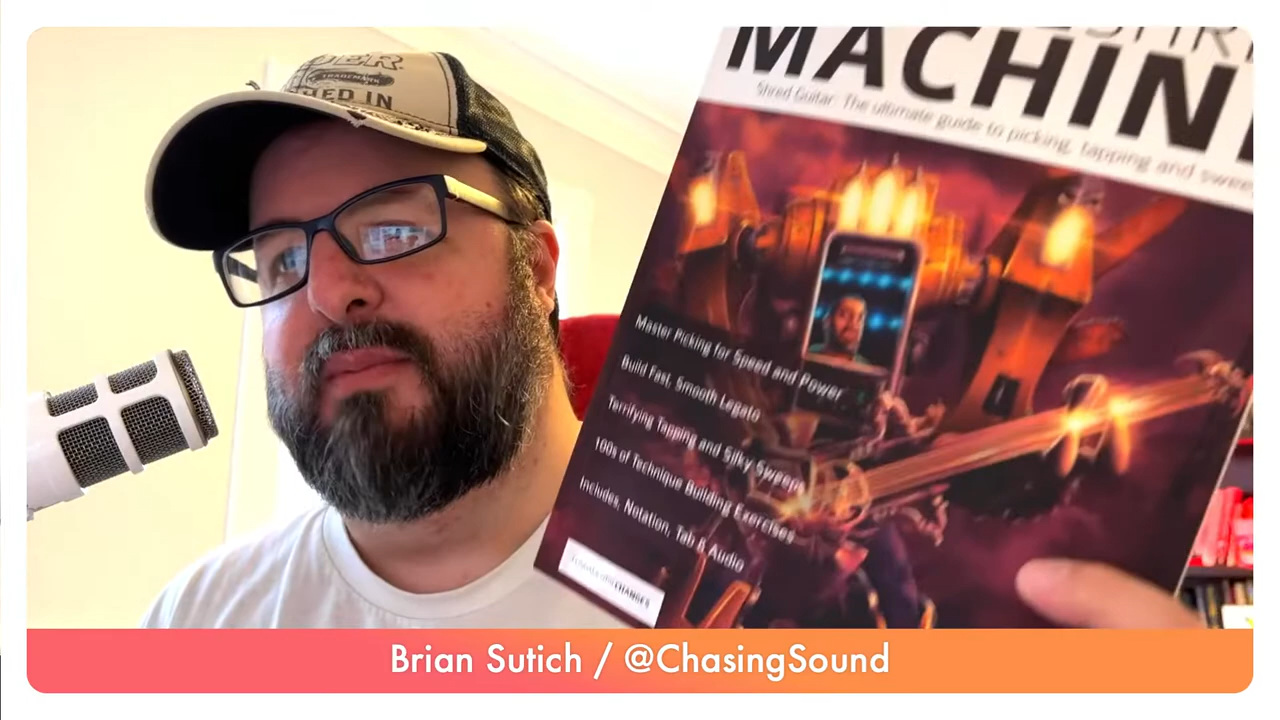 TRADEMARK
MACHIN
Shred Guitar: The ultimate guide to picking, tapping and swee
Master Picking for Speed and Power
Build Fast, Smooth Legato
Terrifying Tapping and Silky Sweeps
100s of Technique Building Exercises
Includes, Notation, Tab & Audio
CHANGES
Brian Sutich / @ChasingSound